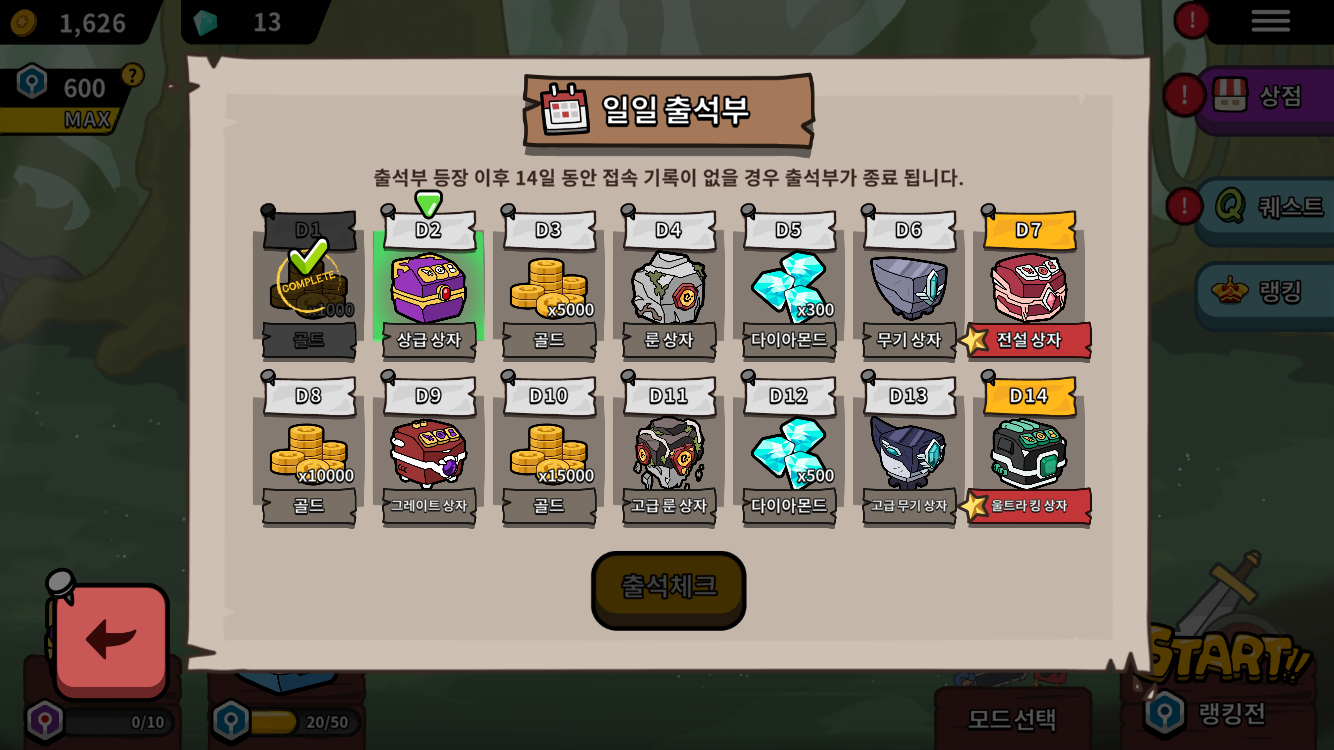 1,626
13
600
MAX
?
!
!
상점
!
퀘스트
랭킹
일일 출석부
출석부 등장 이후 14일 동안 접속 기록이 없을 경우 출석부가 종료 됩니다.
D1
D2
D3
D4
D5
D6
D7
COMPLETE
x1000
x5000
x300
골드
상급 상자
골드
룬 상자
다이아몬드
무기 상자
전설 상자
D8
D9
D10
D11
D12
D13
D14
x10000
x15000
x500
골드
그레이트 상자
골드
고급 룬 상자
다이아몬드
고급 무기 상자
울트라 킹 상자
출석체크
START!!
0/10
20/50
모드 선택
랭킹전